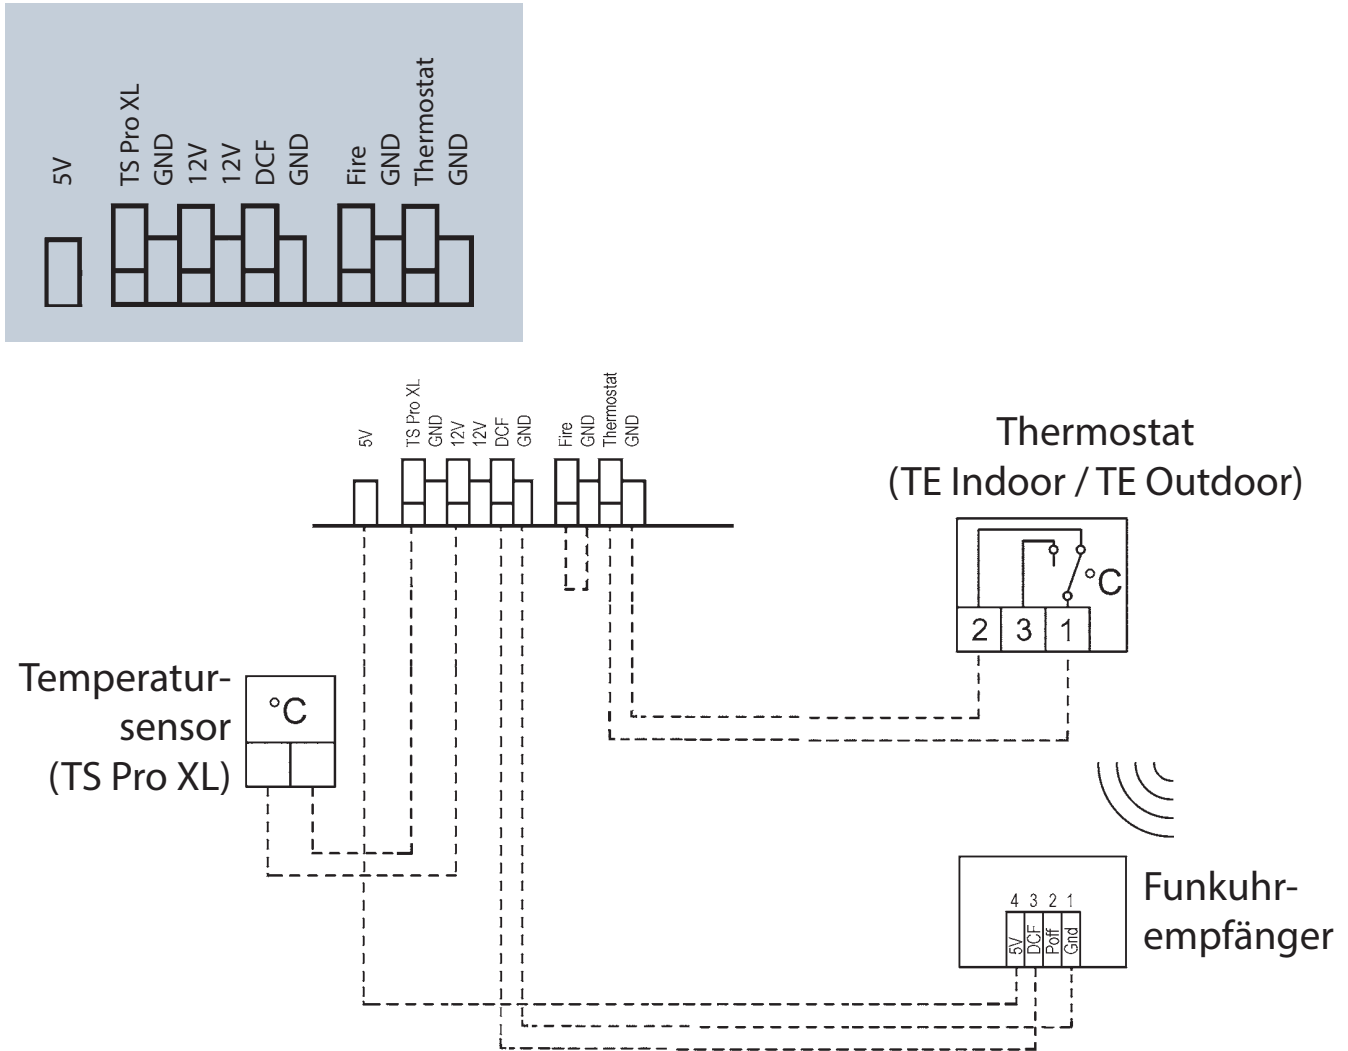 5V
TS Pro XL
GND
12V
12V
DCF
GND
Fire
GND
Thermostat
GND
5V
TS Pro XL
GND
12V
12V
DCF
GND
Fire
GND
Thermostat
GND
Thermostat
(TE Indoor / TE Outdoor)
°C
2 3 1
Temperatur-
sensor
(TS Pro XL)
°C
Funkuhr-
empfänger
4 3 2 1
5V
DCF
Poff
Gnd